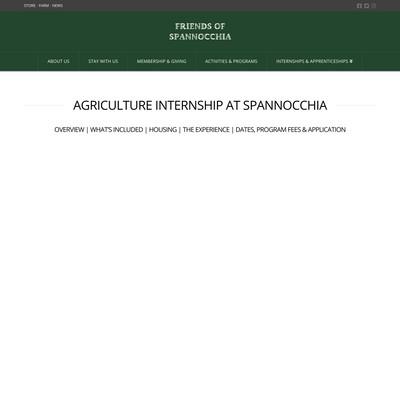 STORE · FARM · NEWS
FRIENDS OF
SPANNOCCHIA
ABOUT US
STAY WITH US
MEMBERSHIP & GIVING
ACTIVITIES & PROGRAMS
INTERNSHIPS & APPRENTICESHIPS
AGRICULTURE INTERNSHIP AT SPANNOCCHIA
OVERVIEW | WHAT'S INCLUDED | HOUSING | THE EXPERIENCE | DATES, PROGRAM FEES & APPLICATION